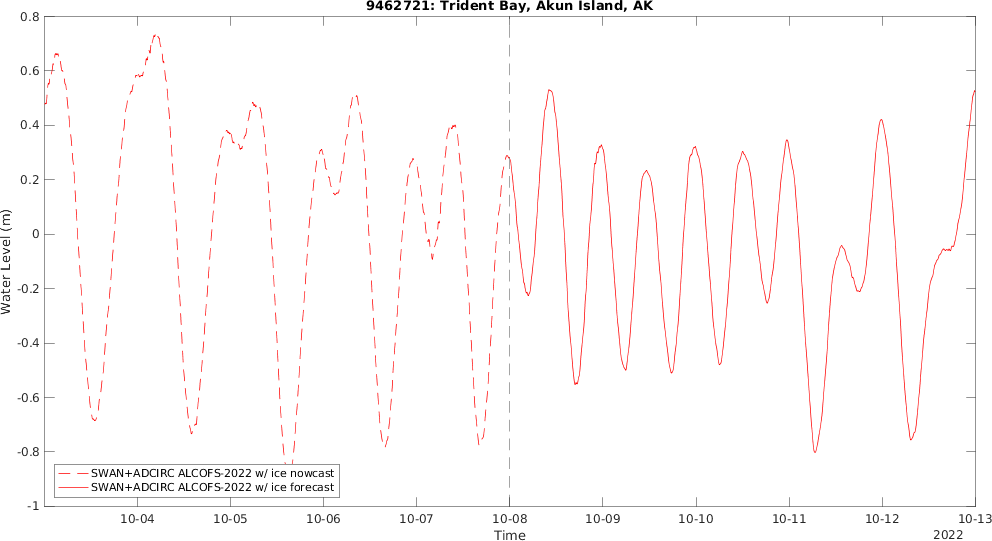 9462721: Trident Bay, Akun Island, AK
0.8
0.6
0.4
0.2
0
-0.2
-0.4
-0.6
-0.8
-1
Water Level (m)
SWAN+ADCIRC ALCOFS-2022 w/ ice nowcast
SWAN+ADCIRC ALCOFS-2022 w/ ice forecast
10-04 10-05 10-06 10-07 10-08 10-09 10-10 10-11 10-12 10-13
Time
2022